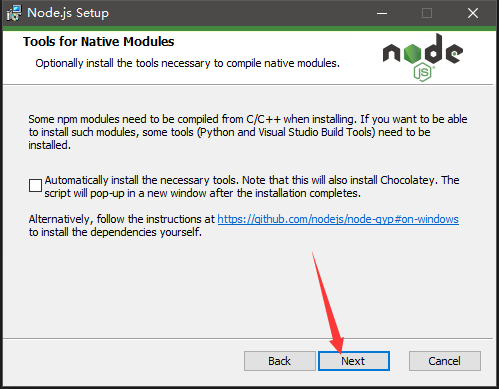 Node.js Setup
Tools for Native Modules
Optionally install the tools necessary to compile native modules.
node
JS
Some npm modules need to be compiled from C/C++ when installing. If you want to be able
to install such modules, some tools (Python and Visual Studio Build Tools) need to be
installed.
Automatically install the necessary tools. Note that this will also install Chocolatey. The
script will pop-up in a new window after the installation completes.
Alternatively, follow the instructions at https://github.com/nodejs/node-gyp#on-windows
to install the dependencies yourself.
Back
Next
Cancel